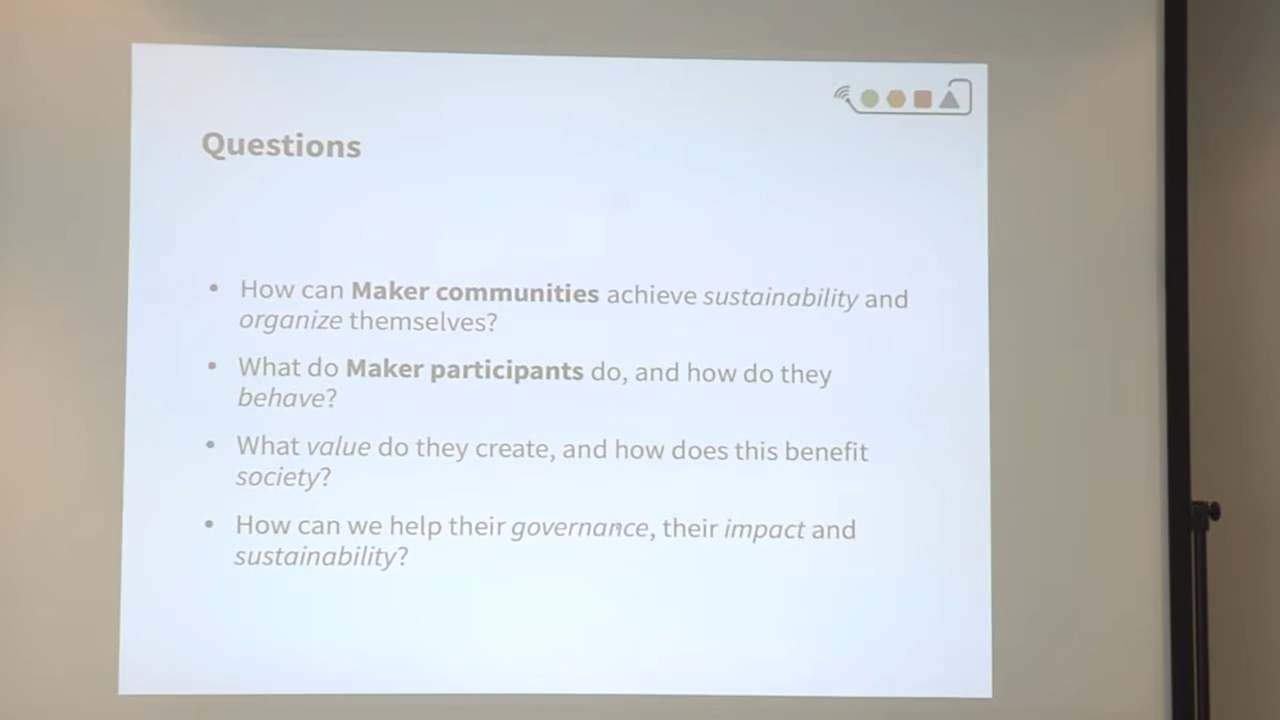 Questions
• How can Maker communities achieve sustainability and
organize themselves?
• What do Maker participants do, and how do they
behave?
• What value do they create, and how does this benefit
society?
• How can we help their governance, their impact and
sustainability?